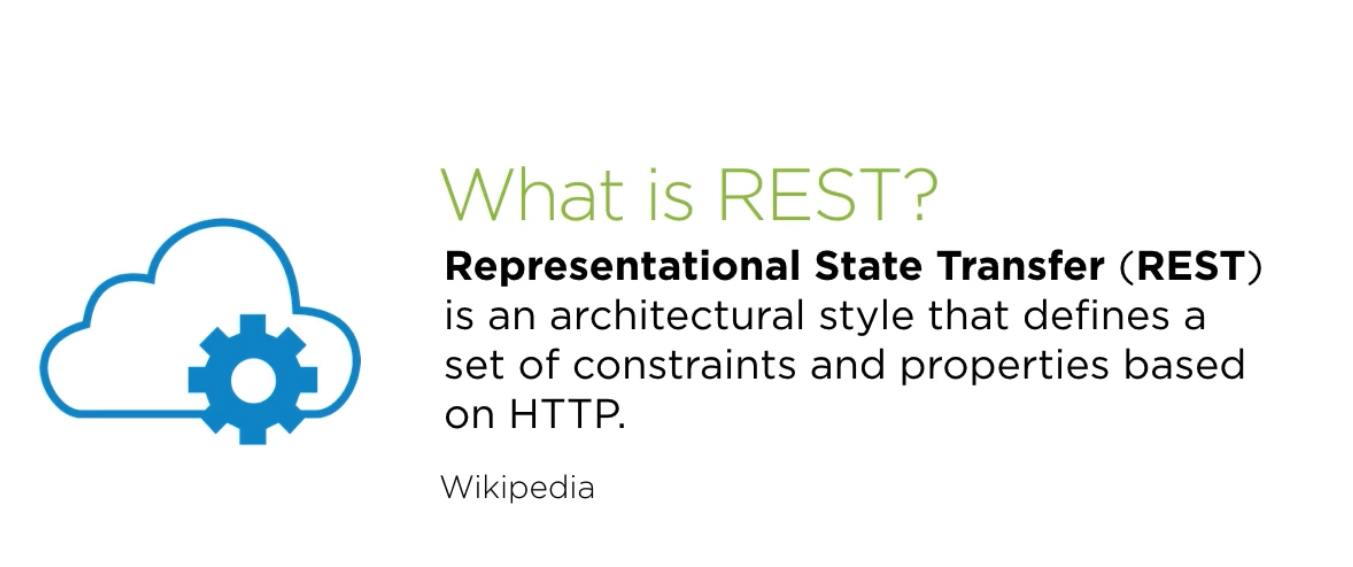 What is REST?
Representational State Transfer (REST)
is an architectural style that defines a
set of constraints and properties based
on HTTP.
Wikipedia